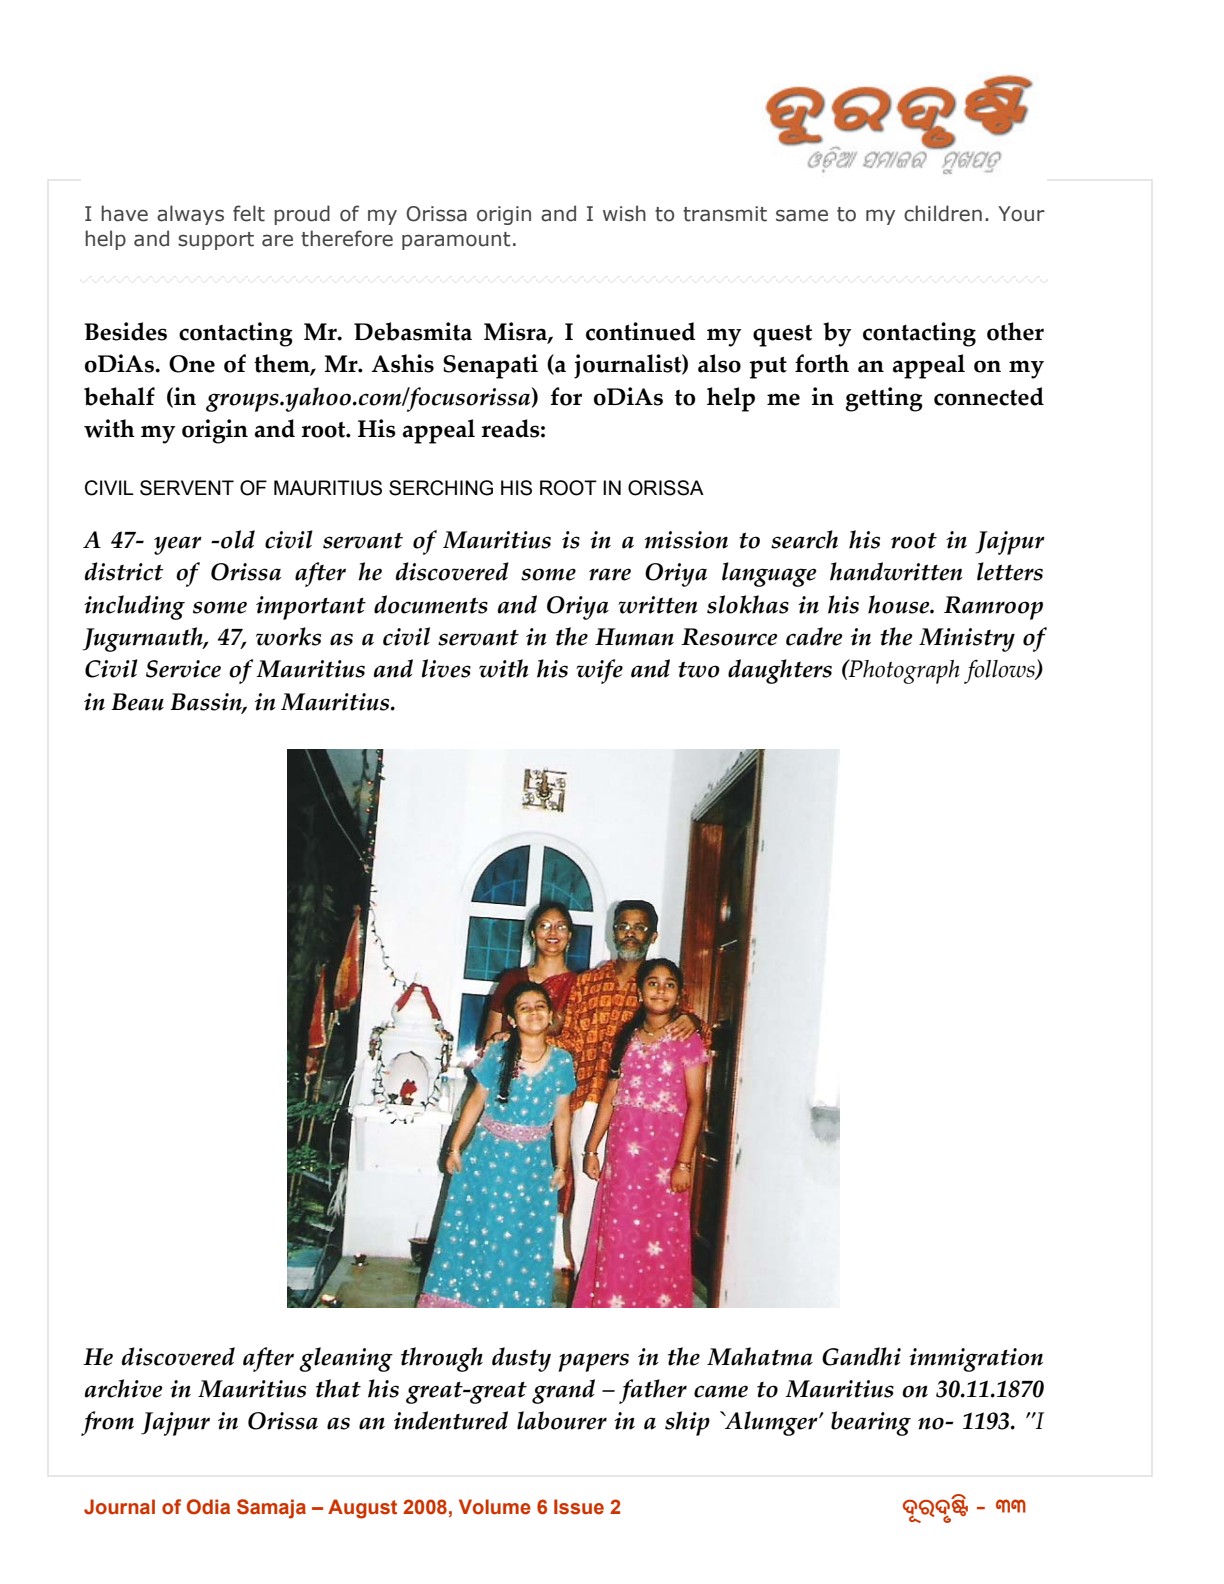 ଦୁରଦୃଷ୍ଟି
ଓଡ଼ିଆ ସମାଜର ମୁଖପତ୍ର
I have always felt proud of my Orissa origin and I wish to transmit same to my children. Your
help and support are therefore paramount.
Besides contacting Mr. Debasmita Misra, I continued my quest by contacting other
oDiAs. One of them, Mr. Ashis Senapati (a journalist) also put forth an appeal on my
behalf (in groups.yahoo.com/focusorissa) for oDiAs to help me in getting connected
with my origin and root. His appeal reads:
CIVIL SERVENT OF MAURITIUS SERCHING HIS ROOT IN ORISSA
A 47- year -old civil servant of Mauritius is in a mission to search his root in Jajpur
district of Orissa after he discovered some rare Oriya language handwritten letters
including some important documents and Oriya written slokhas in his house. Ramroop
Jugurnauth, 47, works as a civil servant in the Human Resource cadre in the Ministry of
Civil Service of Mauritius and lives with his wife and two daughters (Photograph follows)
in Beau Bassin, in Mauritius.
He discovered after gleaning through dusty papers in the Mahatma Gandhi immigration
archive in Mauritius that his great-great grand – father came to Mauritius on 30.11.1870
from Jajpur in Orissa as an indentured labourer in a ship `Alumger' bearing no- 1193. "I
Journal of Odia Samaja – August 2008, Volume 6 Issue 2
ଦୂରଦୃଷ୍ଟି - ୩୩